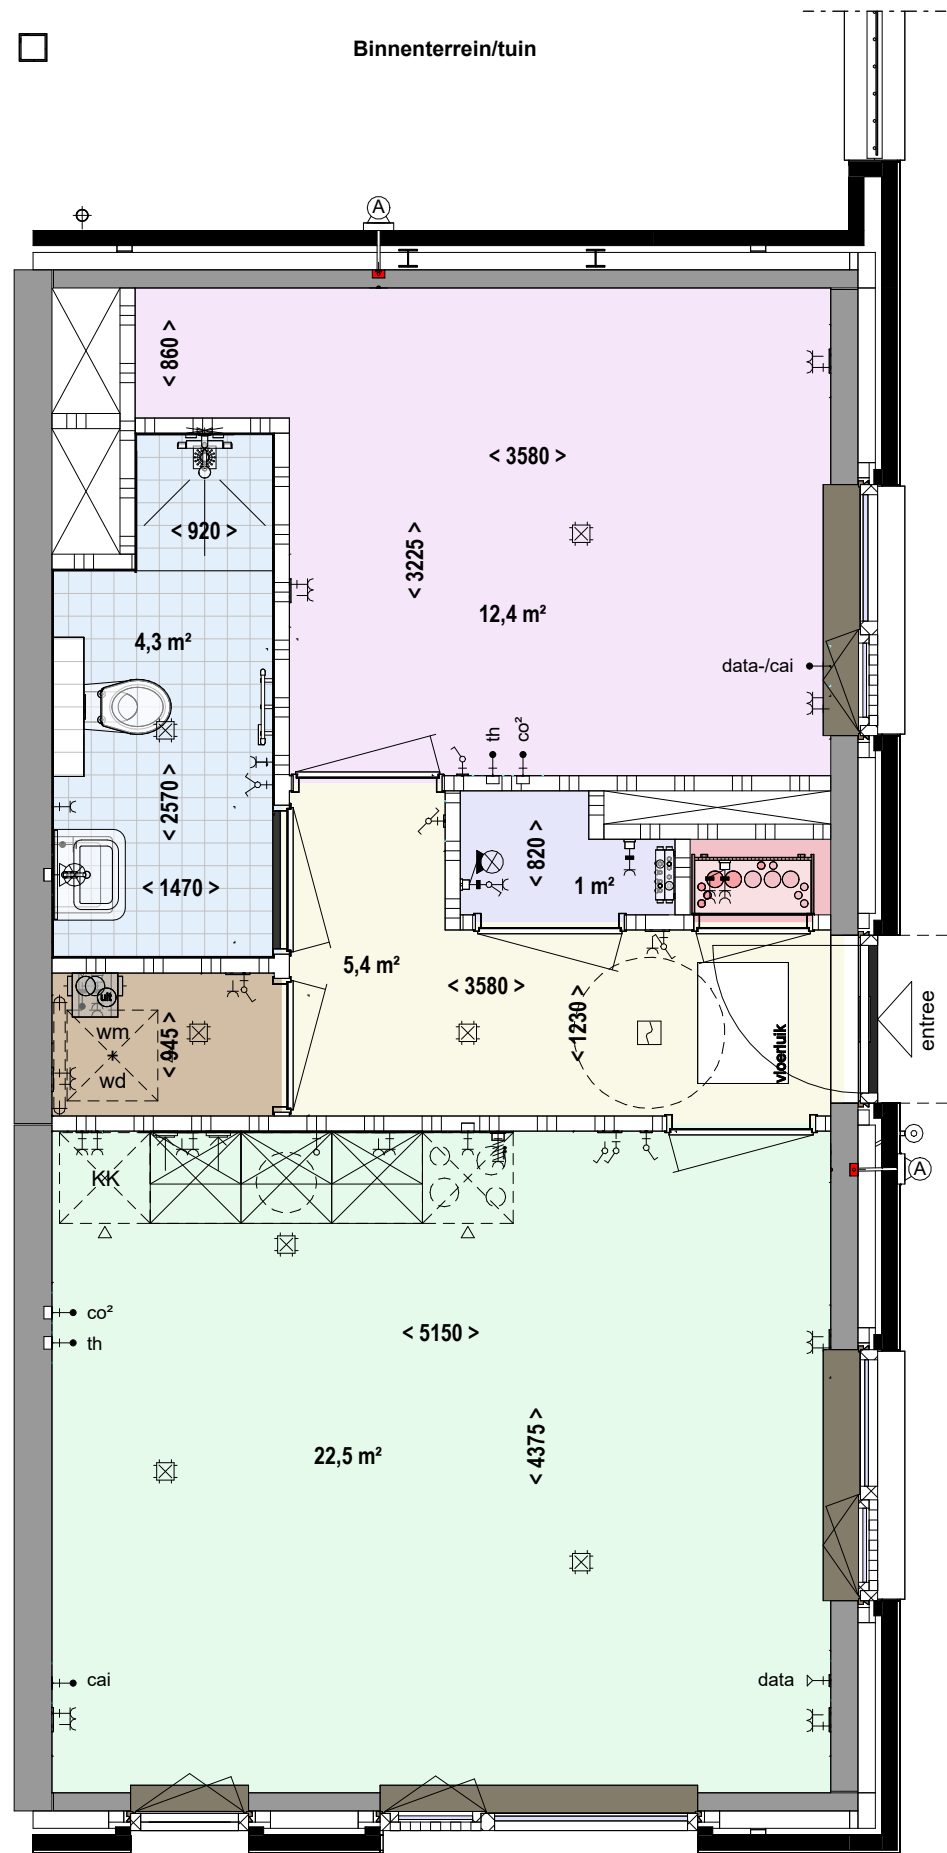 Binnenterrein/tuin
A
< 860 >
< 3580 >
< 920 >
< 3225 >
12,4 m²
4,3 m²
data-/cai
th
co²
< 2570 >
< 820 >
< 1470 >
1 m²
5,4 m²
< 3580 >
< 1230 >
entree
wm
< 945 >
vloerluik
wd
KK
A
co²
< 5150 >
th
< 4375 >
22,5 m²
cai
data